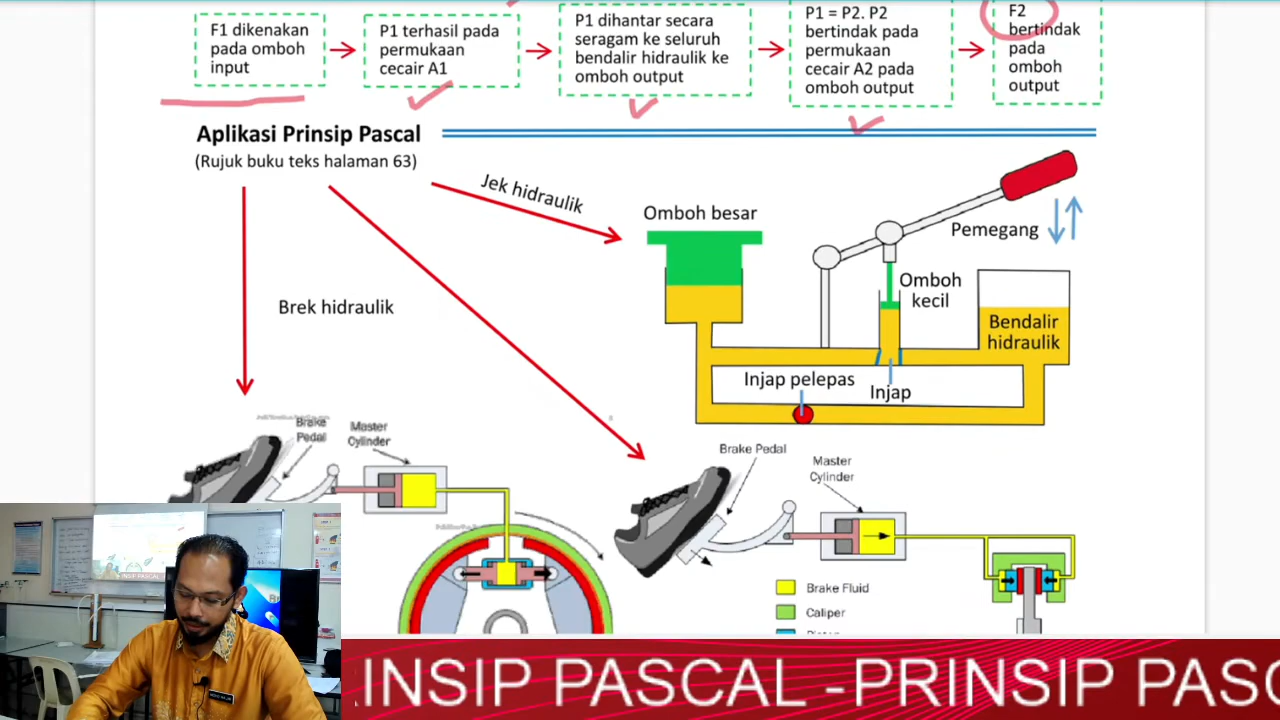 F1 dikenakan
pada omboh
input
P1 terhasil pada
permukaan
cecair A1
P1 dihantar secara
seragam ke seluruh
bendalir hidraulik ke
omboh output
P1 = P2. P2
bertindak pada
permukaan
cecair A2 pada
omboh output
F2
bertindak
pada
omboh
output
Aplikasi Prinsip Pascal
(Rujuk buku teks halaman 63)
Jek hidraulik
Brek hidraulik
Omboh besar
Pemegang
Omboh
kecil
Bendalir
hidraulik
Injap pelepas
Injap
Brake
Pedal
Master
Cylinder
Brake Pedal
Master
Cylinder
Brake Fluid
Caliper
INSIP PASCAL -PRINSIP PASC